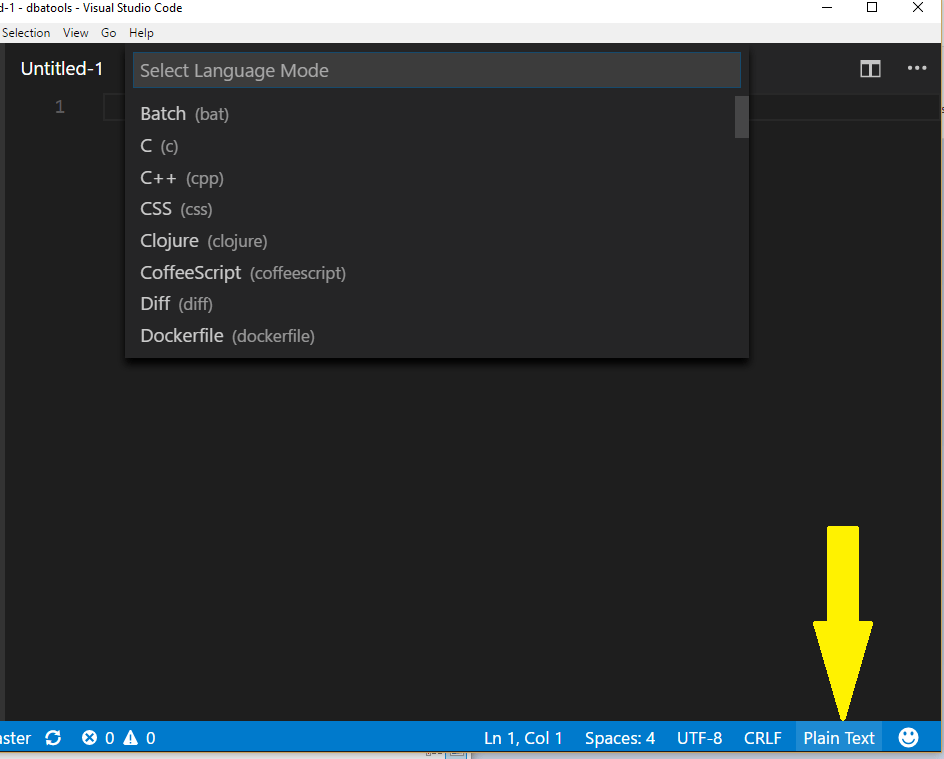 d-1 - dbatools - Visual Studio Code
Selection View Go Help
Untitled-1
Select Language Mode
1
Batch (bat)
C (c)
C++ (cpp)
CSS (css)
Clojure (clojure)
CoffeeScript (coffeescript)
Diff (diff)
Dockerfile (dockerfile)
ster 0 0 Ln 1, Col 1 Spaces: 4 UTF-8 CRLF Plain Text